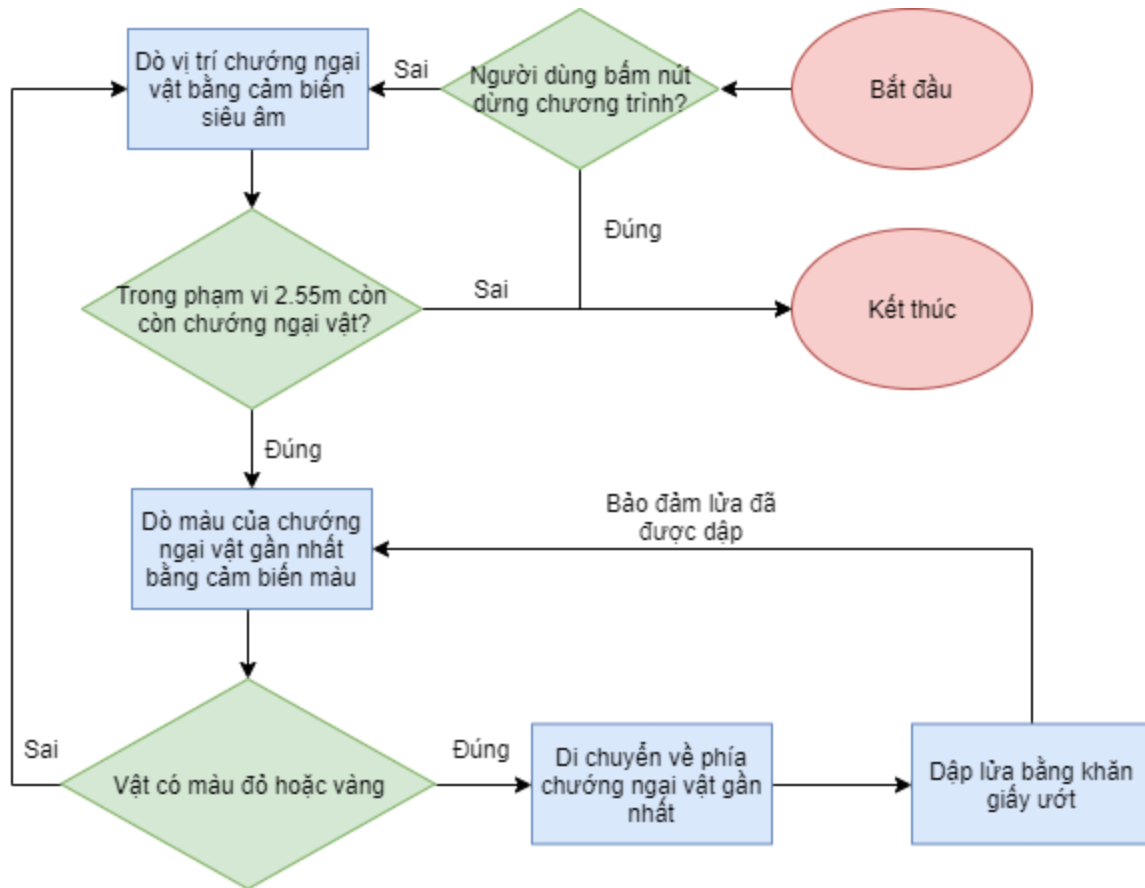 Dò vị trí chướng ngại
vật bằng cảm biến
siêu âm
Sai
Người dùng bấm nút
dừng chương trình?
Bắt đầu
Đúng
Trong phạm vi 2.55m còn
còn chướng ngại vật?
Sai
Kết thúc
Đúng
Dò màu của chướng
ngại vật gần nhất
bằng cảm biến màu
Bảo đảm lửa đã
được dập
Sai
Vật có màu đỏ hoặc vàng
Đúng
Di chuyển về phía
chướng ngại vật gần
nhất
Dập lửa bằng khăn
giấy ướt